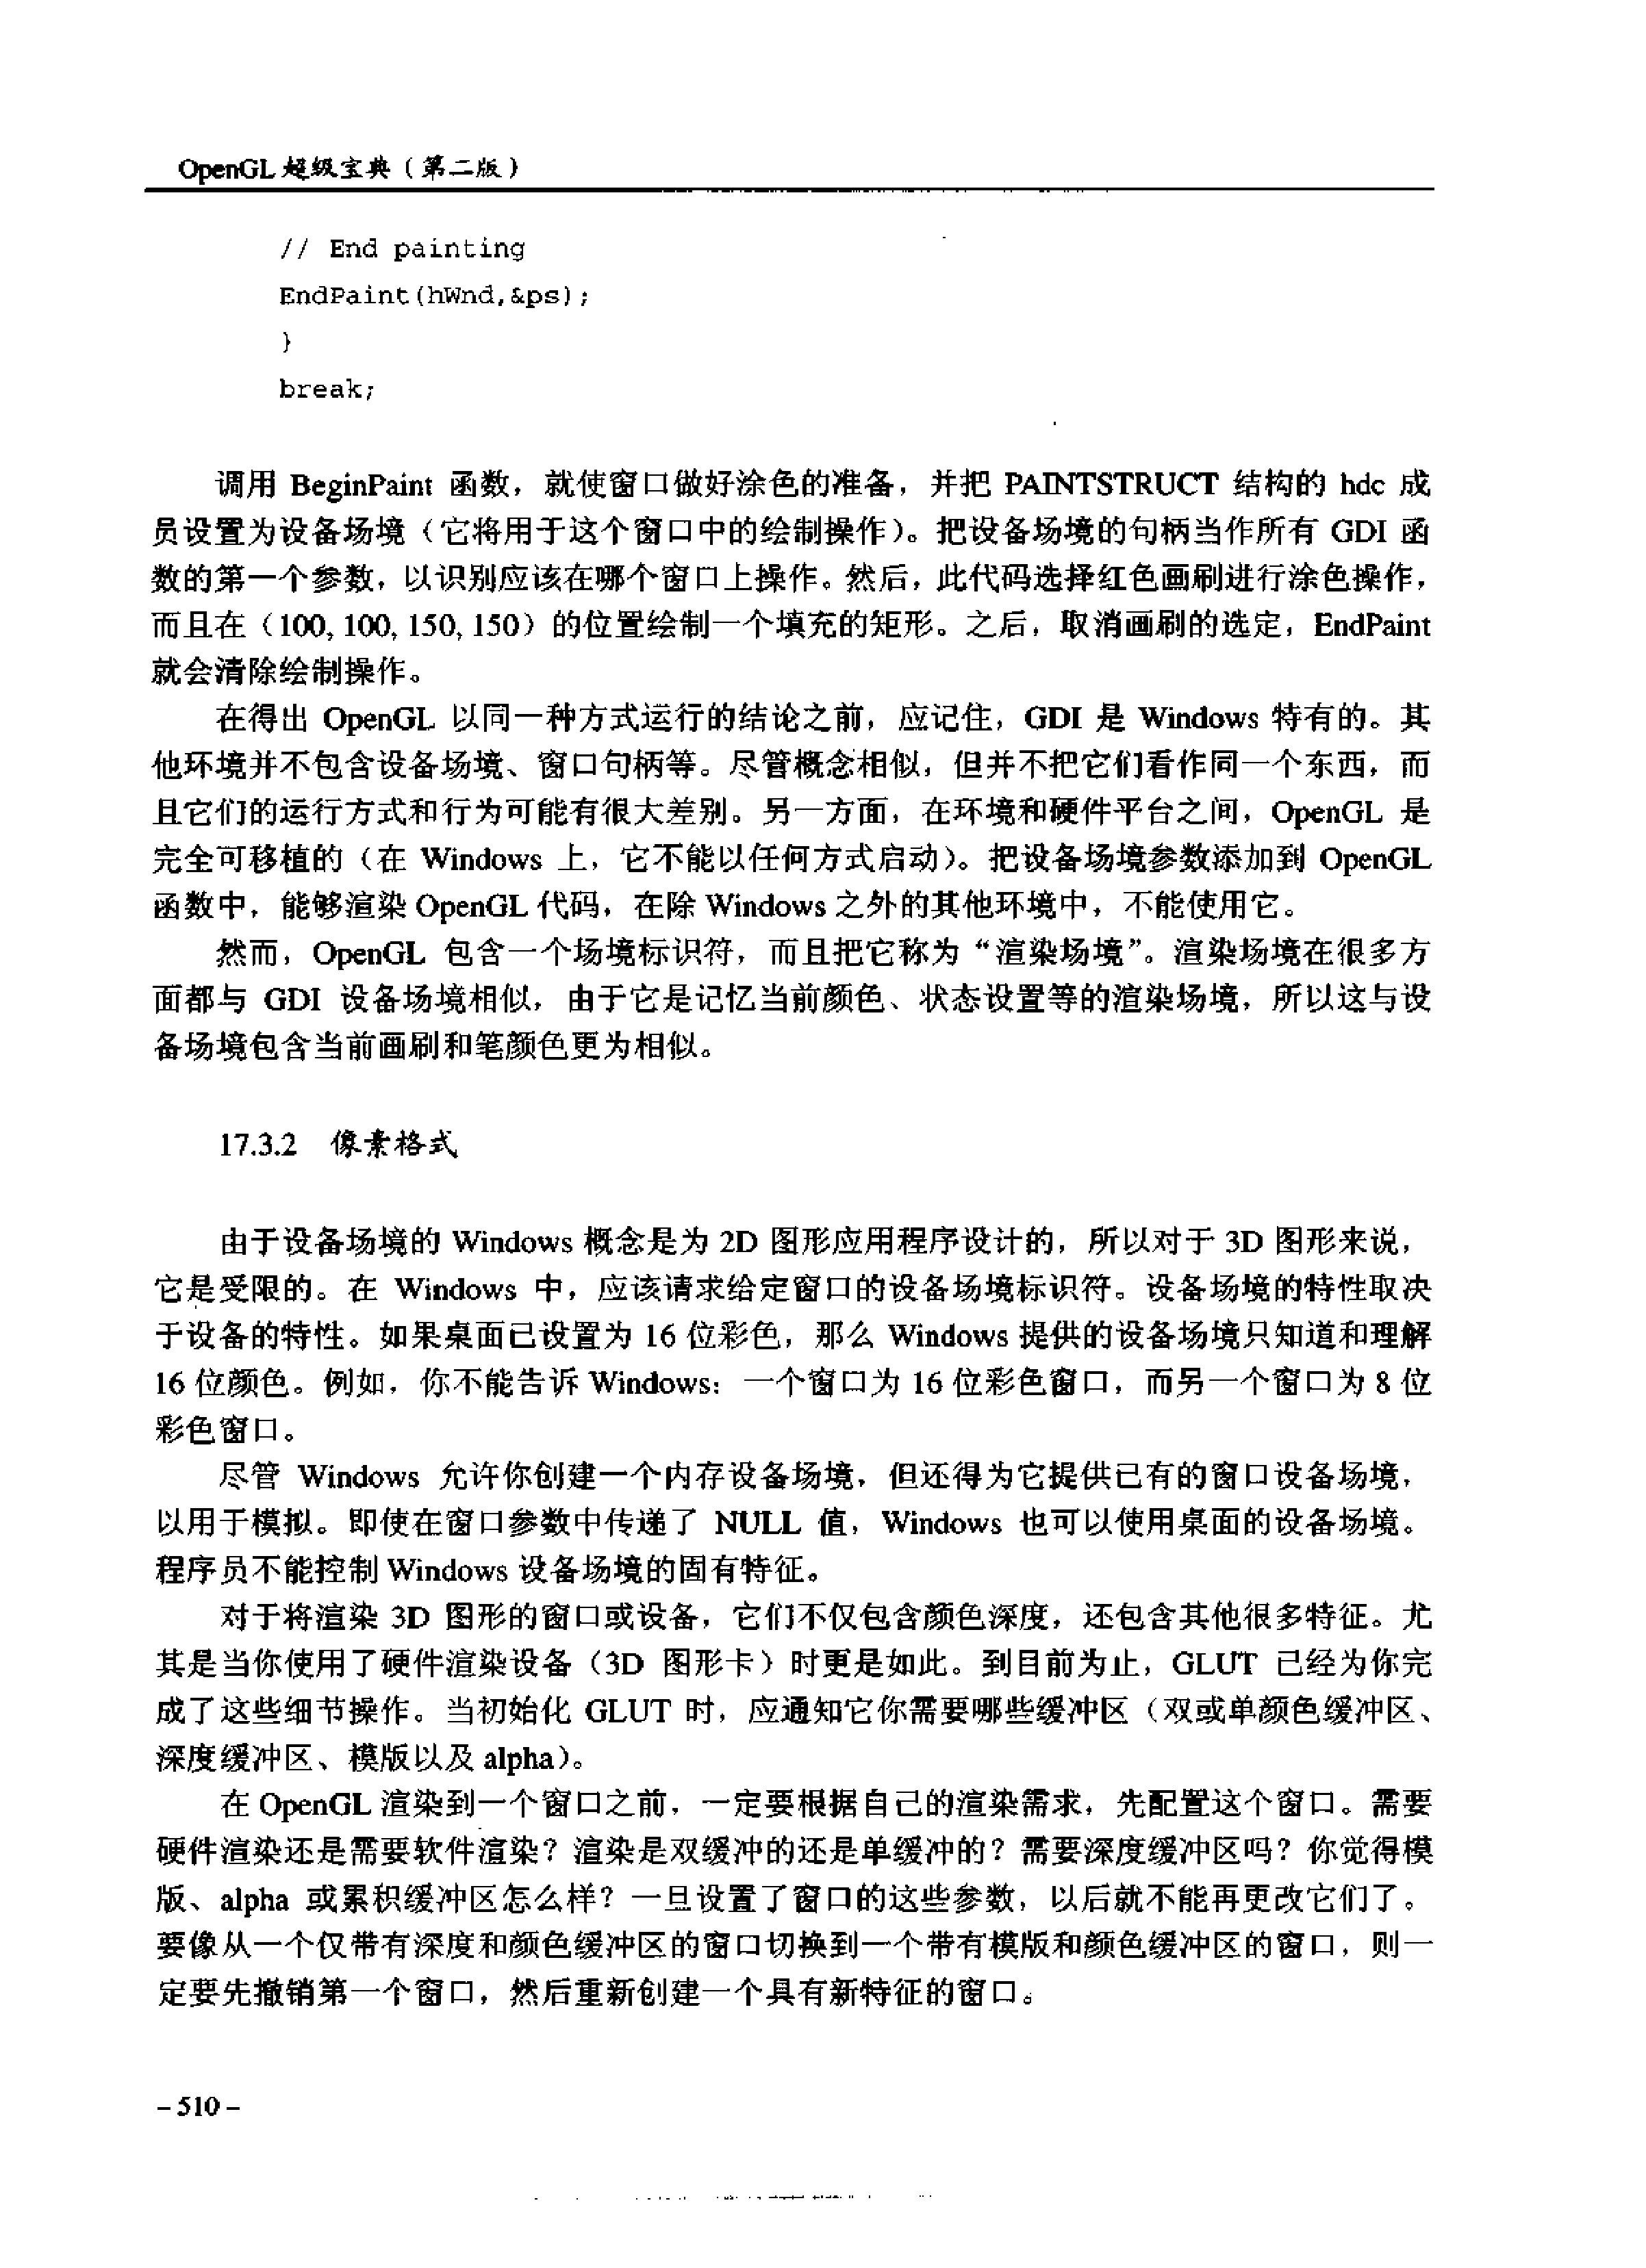 OpenGL 超级宝典（第二版）
// End painting
EndPaint(hWnd,&ps);
}
break;
调用 BeginPaint 函数，就使窗口做好涂色的准备，并把 PAINTSTRUCT 结构的 hdc 成
员设置为设备场境（它将用于这个窗口中的绘制操作）。把设备场境的句柄当作所有 GDI 函
数的第一个参数，以识别应该在哪个窗口上操作。然后，此代码选择红色画刷进行涂色操作，
而且在（100, 100, 150, 150）的位置绘制一个填充的矩形。之后，取消画刷的选定，EndPaint
就会清除绘制操作。
在得出 OpenGL 以同一种方式运行的结论之前，应记住，GDI 是 Windows 特有的。其
他环境并不包含设备场境、窗口句柄等。尽管概念相似，但并不把它们看作同一个东西，而
且它们的运行方式和行为可能有很大差别。另一方面，在环境和硬件平台之间，OpenGL 是
完全可移植的（在 Windows 上，它不能以任何方式启动）。把设备场境参数添加到 OpenGL
函数中，能够渲染 OpenGL 代码，在除 Windows 之外的其他环境中，不能使用它。
然而，OpenGL 包含一个场境标识符，而且把它称为“渲染场境”。渲染场境在很多方
面都与 GDI 设备场境相似，由于它是记忆当前颜色、状态设置等的渲染场境，所以这与设
备场境包含当前画刷和笔颜色更为相似。
17.3.2 像素格式
由于设备场境的 Windows 概念是为 2D 图形应用程序设计的，所以对于 3D 图形来说，
它是受限的。在 Windows 中，应该请求给定窗口的设备场境标识符。设备场境的特性取决
于设备的特性。如果桌面已设置为 16 位彩色，那么 Windows 提供的设备场境只知道和理解
16 位颜色。例如，你不能告诉 Windows：一个窗口为 16 位彩色窗口，而另一个窗口为 8 位
彩色窗口。
尽管 Windows 允许你创建一个内存设备场境，但还得为它提供已有的窗口设备场境，
以用于模拟。即使在窗口参数中传递了 NULL 值，Windows 也可以使用桌面的设备场境。
程序员不能控制 Windows 设备场境的固有特征。
对于将渲染 3D 图形的窗口或设备，它们不仅包含颜色深度，还包含其他很多特征。尤
其是当你使用了硬件渲染设备（3D 图形卡）时更是如此。到目前为止，GLUT 已经为你完
成了这些细节操作。当初始化 GLUT 时，应通知它你需要哪些缓冲区（双或单颜色缓冲区、
深度缓冲区、模版以及 alpha）。
在 OpenGL 渲染到一个窗口之前，一定要根据自己的渲染需求，先配置这个窗口。需要
硬件渲染还是需要软件渲染？渲染是双缓冲的还是单缓冲的？需要深度缓冲区吗？你觉得模
版、alpha 或累积缓冲区怎么样？一旦设置了窗口的这些参数，以后就不能再更改它们了。
要像从一个仅带有深度和颜色缓冲区的窗口切换到一个带有模版和颜色缓冲区的窗口，则一
定要先撤销第一个窗口，然后重新创建一个具有新特征的窗口。
– 510 –